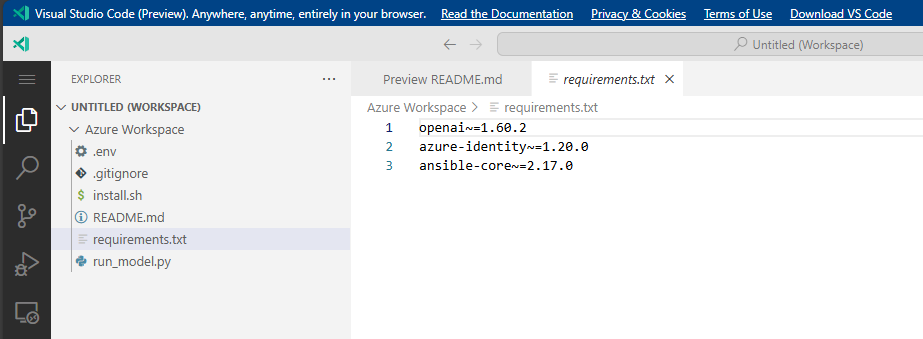 Visual Studio Code (Preview). Anywhere, anytime, entirely in your browser. Read the Documentation Privacy & Cookies Terms of Use Download VS Code
Untitled (Workspace)
EXPLORER
UNTITLED (WORKSPACE)
Azure Workspace
.env
.gitignore
$ install.sh
README.md
requirements.txt
run_model.py
Preview README.md requirements.txt
Azure Workspace > requirements.txt
1 openai~=1.60.2
2 azure-identity~=1.20.0
3 ansible-core~=2.17.0